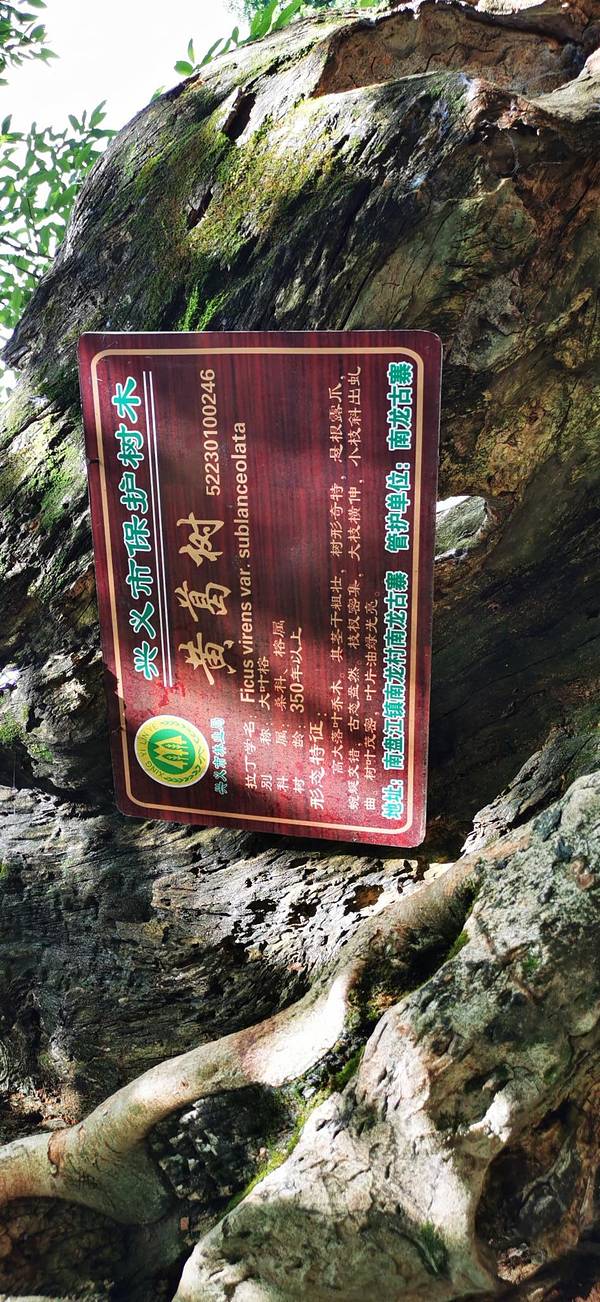 兴义市保护树木
黄葛树 52230100246
兴义市林业局
拉丁学名：Ficus virens var. sublanceolata
别称：大叶榕
科属：桑科、榕属
树龄：350年以上
形态特征：
高大落叶乔木。其茎干粗壮，树形奇特，悬根露爪，
蜿蜒交错，古态盎然。枝杈密集，大枝横伸，小枝斜出虬
曲。树叶茂密，叶片油绿光亮。
地址：南盘江镇南龙村南龙古寨 管护单位：南龙古寨